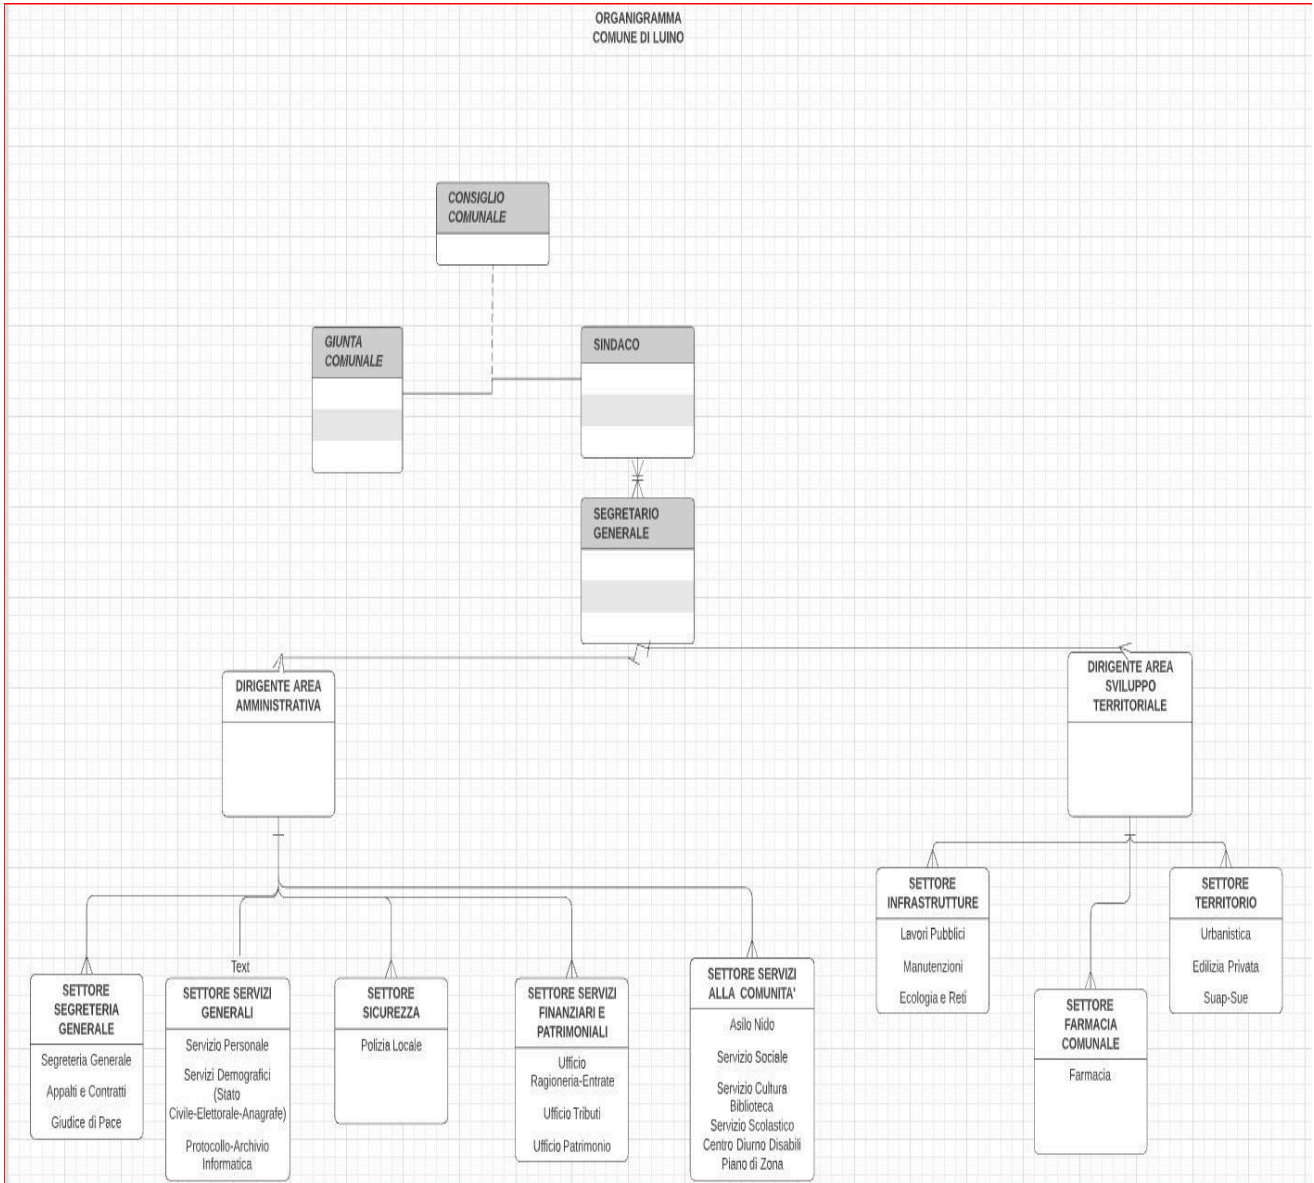 ORGANIGRAMMA
COMUNE DI LUINO
CONSIGLIO
COMUNALE
GIUNTA
COMUNALE
SINDACO
SEGRETARIO
GENERALE
DIRIGENTE AREA
AMMINISTRATIVA
DIRIGENTE AREA
SVILUPPO
TERRITORIALE
SETTORE
SEGRETERIA
GENERALE
Segreteria Generale
Appalti e Contratti
Giudice di Pace
Text
SETTORE SERVIZI
GENERALI
Servizio Personale
Servizi Demografici
(Stato
Civile-Elettorale-Anagrafe)
Protocollo-Archivio
Informatica
SETTORE
SICUREZZA
Polizia Locale
SETTORE SERVIZI
FINANZIARI E
PATRIMONIALI
Ufficio
Ragioneria-Entrate
Ufficio Tributi
Ufficio Patrimonio
SETTORE SERVIZI
ALLA COMUNITA'
Asilo Nido
Servizio Sociale
Servizio Cultura
Biblioteca
Servizio Scolastico
Centro Diurno Disabili
Piano di Zona
SETTORE
INFRASTRUTTURE
Lavori Pubblici
Manutenzioni
Ecologia e Reti
SETTORE
FARMACIA
COMUNALE
Farmacia
SETTORE
TERRITORIO
Urbanistica
Edilizia Privata
Suap-Sue